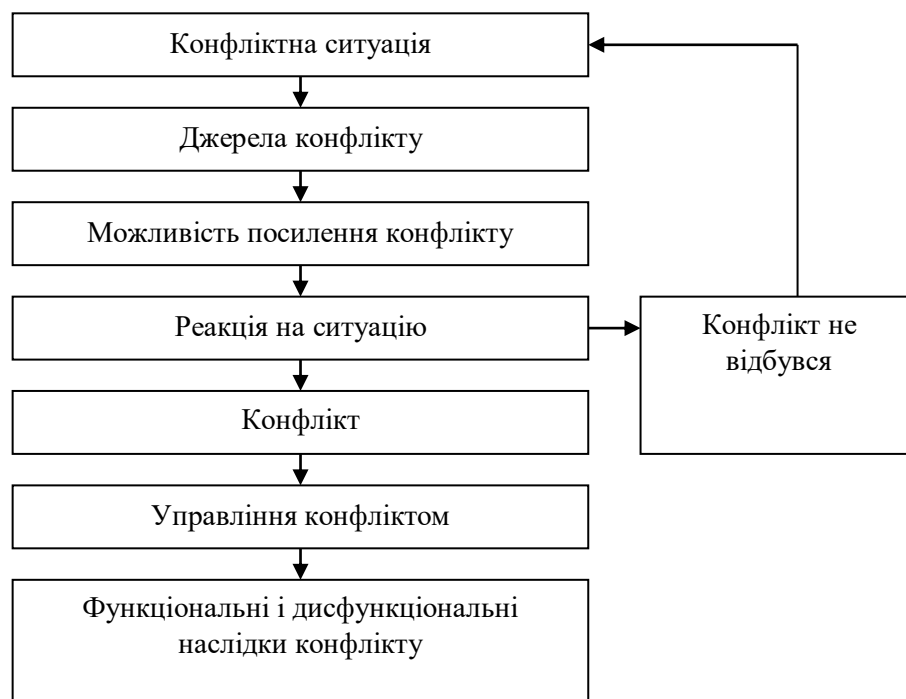 Конфліктна ситуація
Джерела конфлікту
Можливість посилення конфлікту
Реакція на ситуацію
Конфлікт не
відбувся
Конфлікт
Управління конфліктом
Функціональні і дисфункціональні
наслідки конфлікту